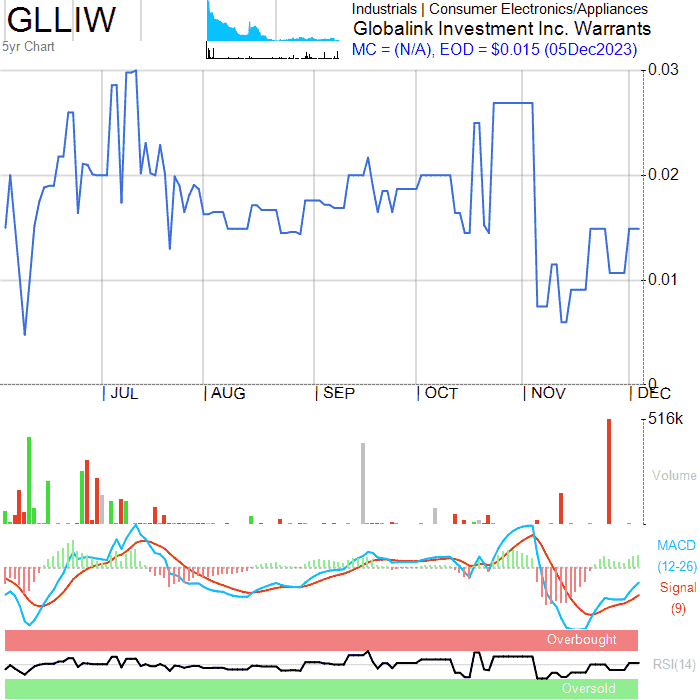 GLLIW
5yr Chart
Industrials | Consumer Electronics/Appliances
Globalink Investment Inc. Warrants
MC = (N/A), EOD = $0.015 (05Dec2023)
0.03
0.02
0.01
0
JUL
AUG
SEP
OCT
NOV
DEC
516k
Volume
MACD
(12-26)
Signal
(9)
Overbought
RSI(14)
Oversold